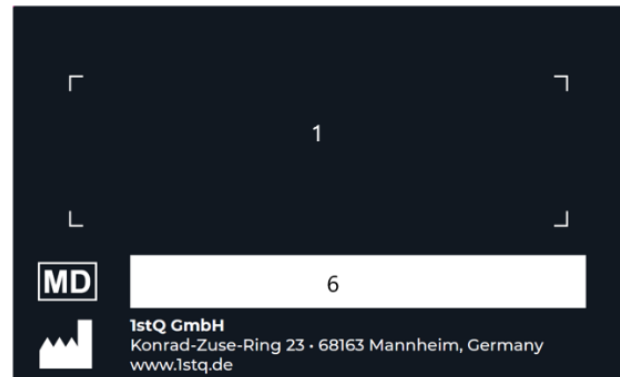 1
MD
6
1stQ GmbH
Konrad-Zuse-Ring 23 • 68163 Mannheim, Germany
www.1stq.de